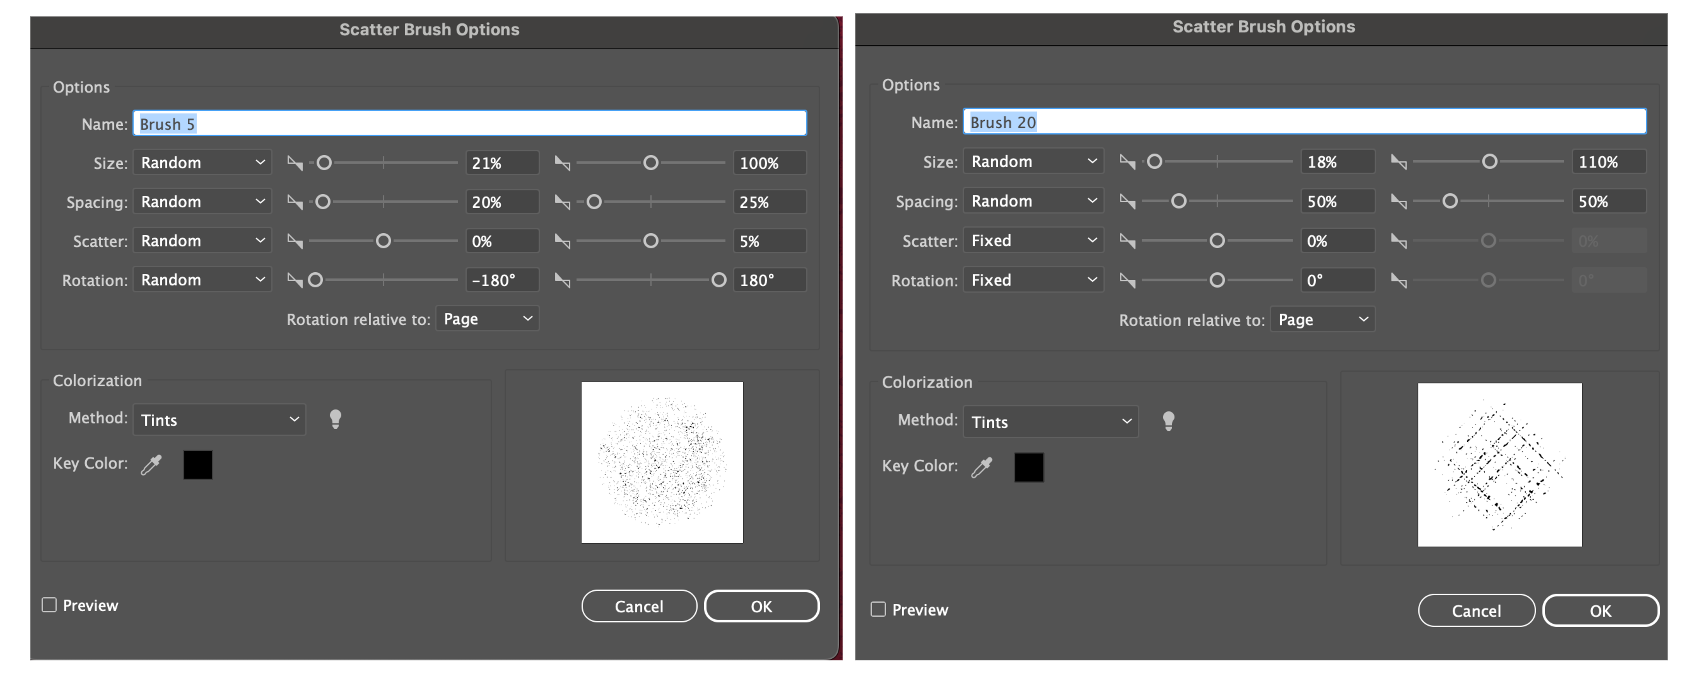 Scatter Brush Options
Options
Name: Brush 5
Size: Random 21% 100%
Spacing: Random 20% 25%
Scatter: Random 0% 5%
Rotation: Random -180° 180°
Rotation relative to: Page
Colorization
Method: Tints
Key Color:
Preview
Cancel OK
Scatter Brush Options
Options
Name: Brush 20
Size: Random 18% 110%
Spacing: Random 50% 50%
Scatter: Fixed 0% 0%
Rotation: Fixed 0° 0°
Rotation relative to: Page
Colorization
Method: Tints
Key Color:
Preview
Cancel OK